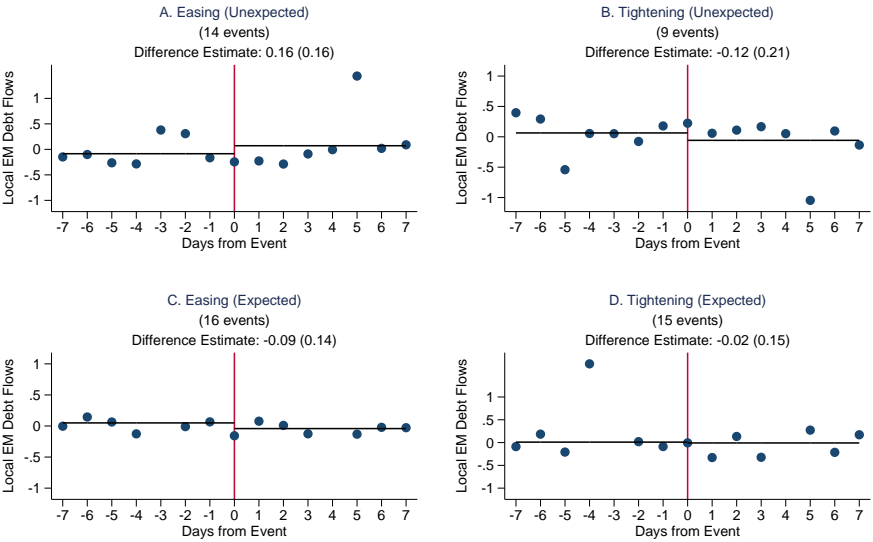 A. Easing (Unexpected)
(14 events)
Difference Estimate: 0.16 (0.16)
Local EM Debt Flows
1
.5
0
-.5
-1
-7 -6 -5 -4 -3 -2 -1 0 1 2 3 4 5 6 7
Days from Event
B. Tightening (Unexpected)
(9 events)
Difference Estimate: -0.12 (0.21)
Local EM Debt Flows
1
.5
0
-.5
-1
-7 -6 -5 -4 -3 -2 -1 0 1 2 3 4 5 6 7
Days from Event
C. Easing (Expected)
(16 events)
Difference Estimate: -0.09 (0.14)
Local EM Debt Flows
1
.5
0
-.5
-1
-7 -6 -5 -4 -3 -2 -1 0 1 2 3 4 5 6 7
Days from Event
D. Tightening (Expected)
(15 events)
Difference Estimate: -0.02 (0.15)
Local EM Debt Flows
1
.5
0
-.5
-1
-7 -6 -5 -4 -3 -2 -1 0 1 2 3 4 5 6 7
Days from Event